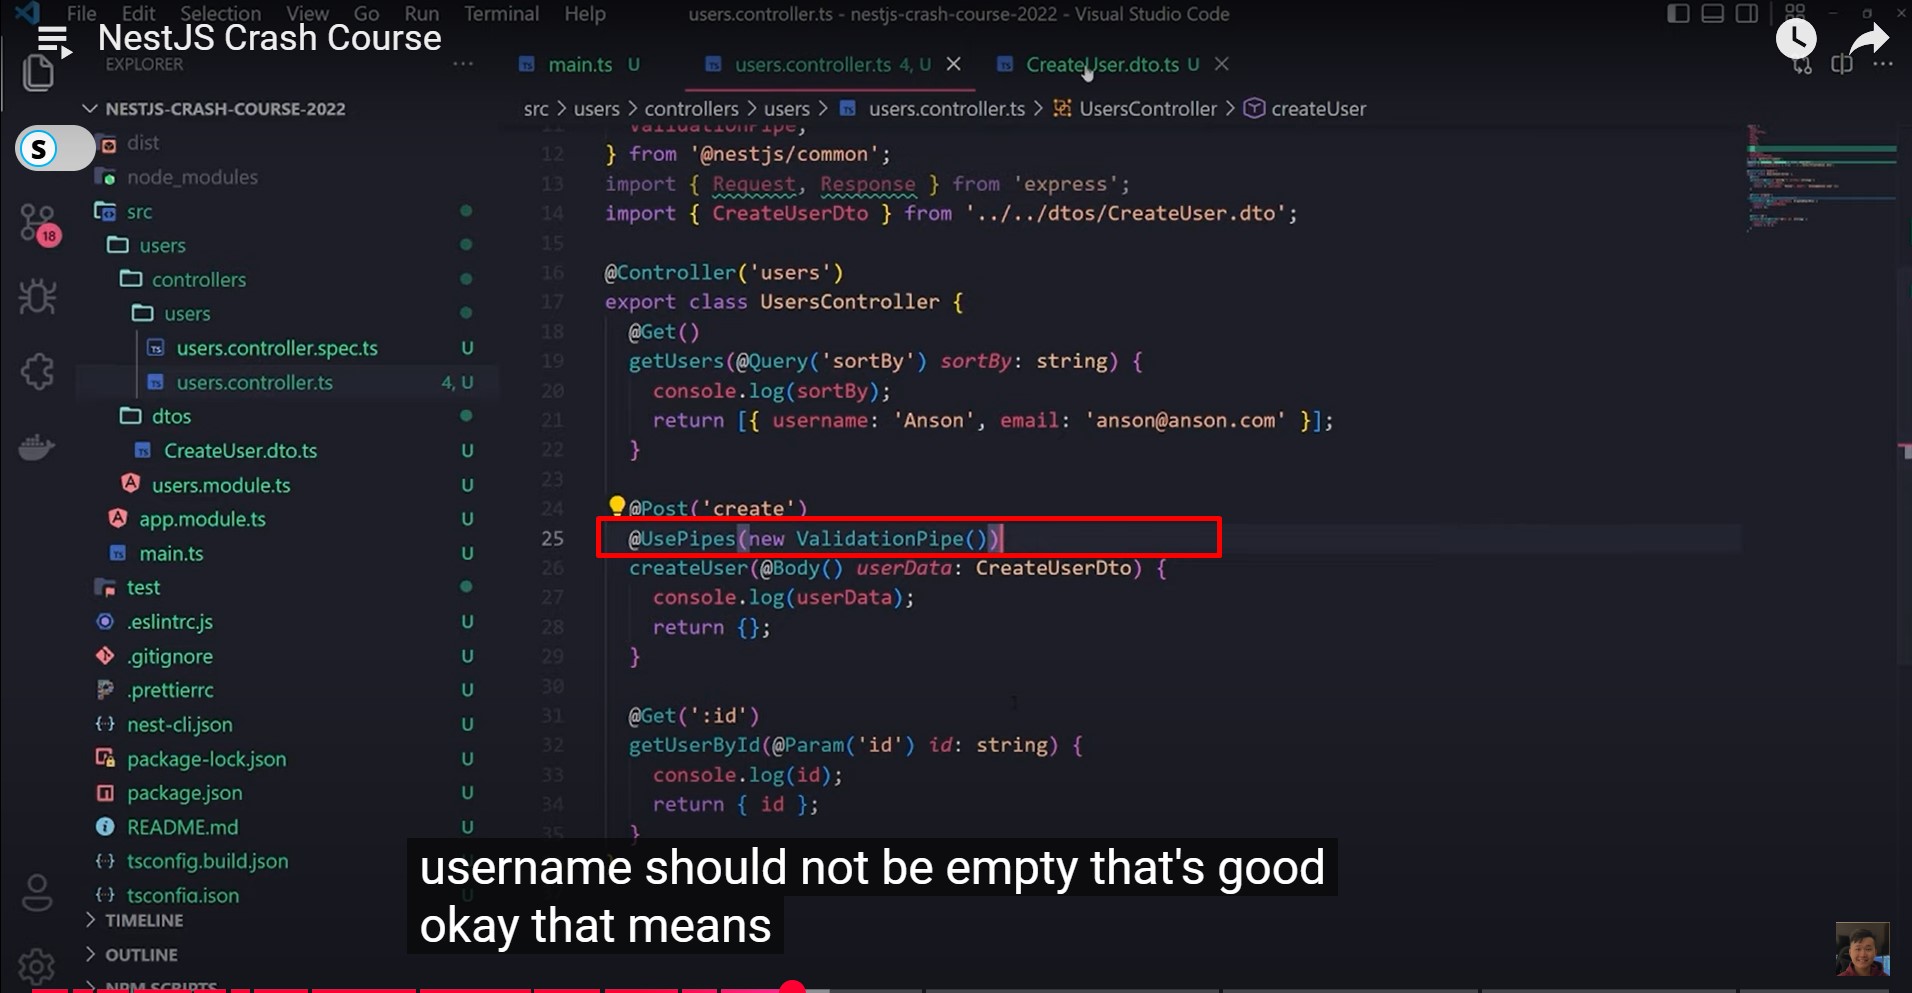 File Edit Selection View Go Run Terminal Help users.controller.ts - nestjs-crash-course-2022 - Visual Studio Code
NestJS Crash Course
EXPLORER
main.ts U
users.controller.ts 4, U
CreateUser.dto.ts U
NESTJS-CRASH-COURSE-2022
src > users > controllers > users > users.controller.ts > UsersController > createUser
S
18
dist
node_modules
src
users
controllers
users
users.controller.spec.ts U
users.controller.ts 4, U
dtos
CreateUser.dto.ts U
users.module.ts U
app.module.ts U
main.ts U
test
.eslintrc.js U
.gitignore U
.prettierrc U
nest-cli.json U
package-lock.json U
package.json U
README.md U
tsconfig.build.json U
tsconfig.json U
TIMELINE
OUTLINE
NPM SCRIPTS
11 ValidationPipe,
12 } from '@nestjs/common';
13 import { Request, Response } from 'express';
14 import { CreateUserDto } from '../../dtos/CreateUser.dto';
15
16 @Controller('users')
17 export class UsersController {
18 @Get()
19 getUsers(@Query('sortBy') sortBy: string) {
20 console.log(sortBy);
21 return [{ username: 'Anson', email: 'anson@anson.com' }];
22 }
23
24 @Post('create')
25 @UsePipes(new ValidationPipe())
26 createUser(@Body() userData: CreateUserDto) {
27 console.log(userData);
28 return {};
29 }
30
31 @Get(':id')
32 getUserById(@Param('id') id: string) {
33 console.log(id);
34 return { id };
35 }
username should not be empty that's good
okay that means